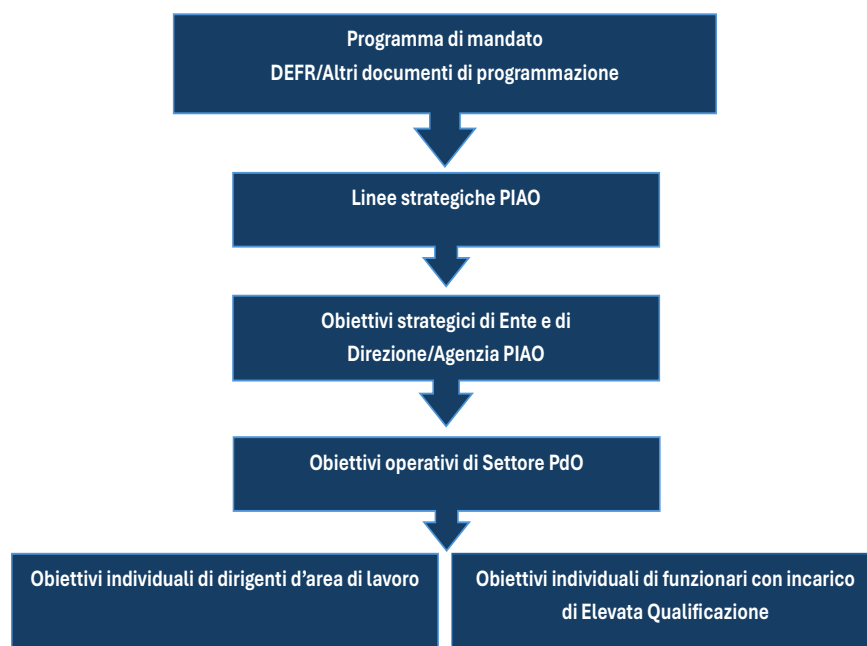 Programma di mandato
DEFR/Altri documenti di programmazione
Linee strategiche PIAO
Obiettivi strategici di Ente e di
Direzione/Agenzia PIAO
Obiettivi operativi di Settore PdO
Obiettivi individuali di dirigenti d’area di lavoro
Obiettivi individuali di funzionari con incarico
di Elevata Qualificazione